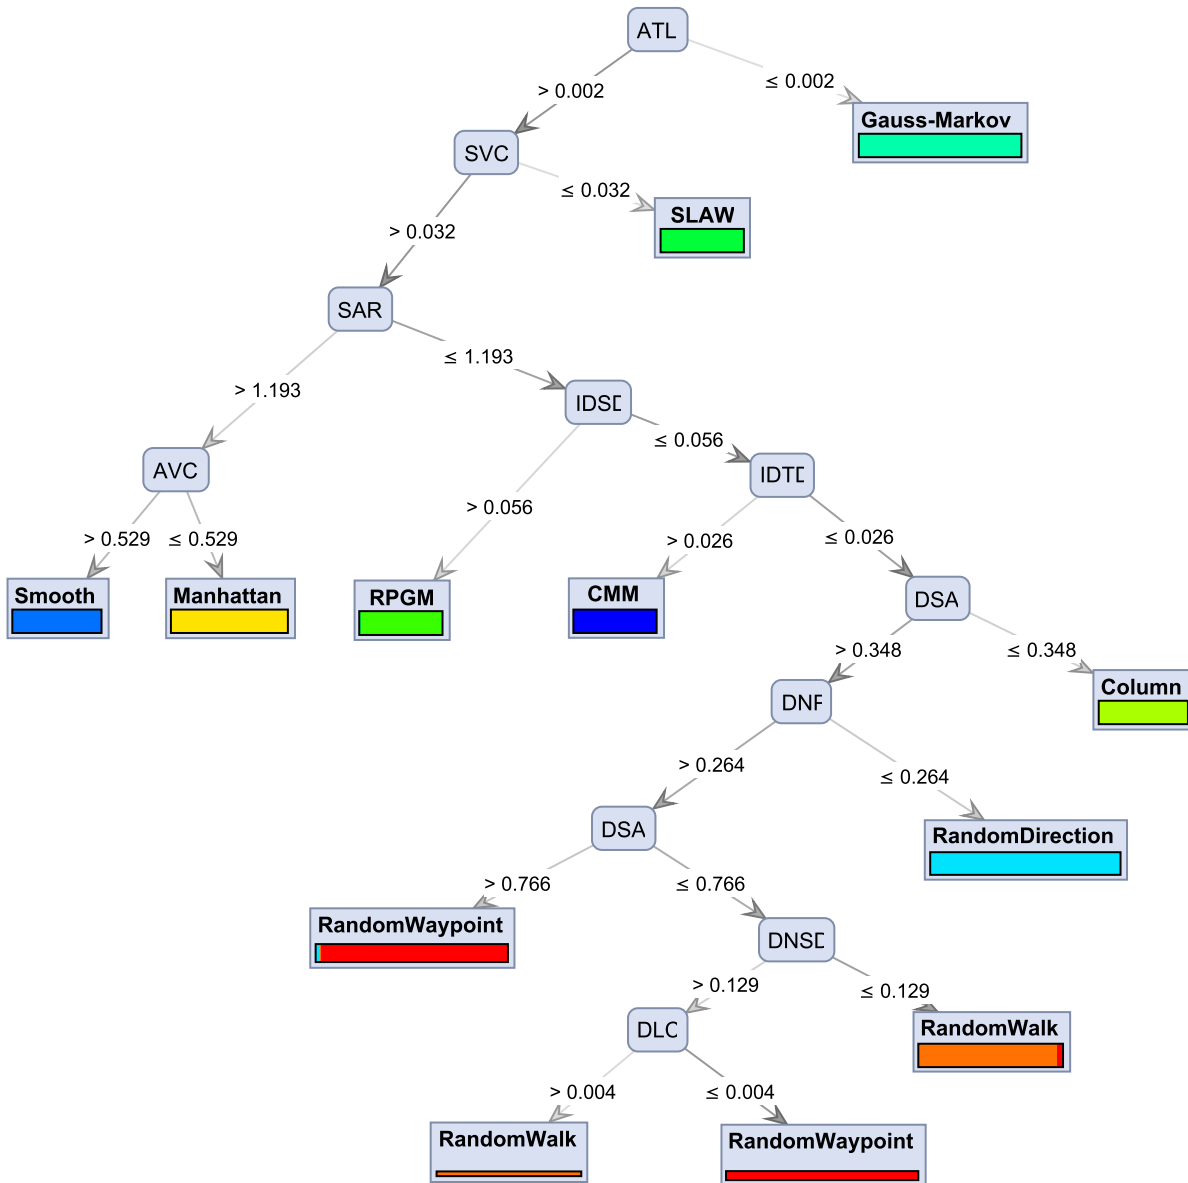 ATL
> 0.002
≤ 0.002
Gauss-Markov
SVC
≤ 0.032
SLAW
> 0.032
SAR
≤ 1.193
> 1.193
IDSD
≤ 0.056
AVC
IDTD
> 0.056
> 0.529
≤ 0.529
> 0.026
≤ 0.026
Smooth
Manhattan
RPGM
CMM
DSA
> 0.348
≤ 0.348
Column
DNF
> 0.264
≤ 0.264
DSA
RandomDirection
> 0.766
≤ 0.766
RandomWaypoint
DNSD
> 0.129
≤ 0.129
DLC
RandomWalk
> 0.004
≤ 0.004
RandomWalk
RandomWaypoint